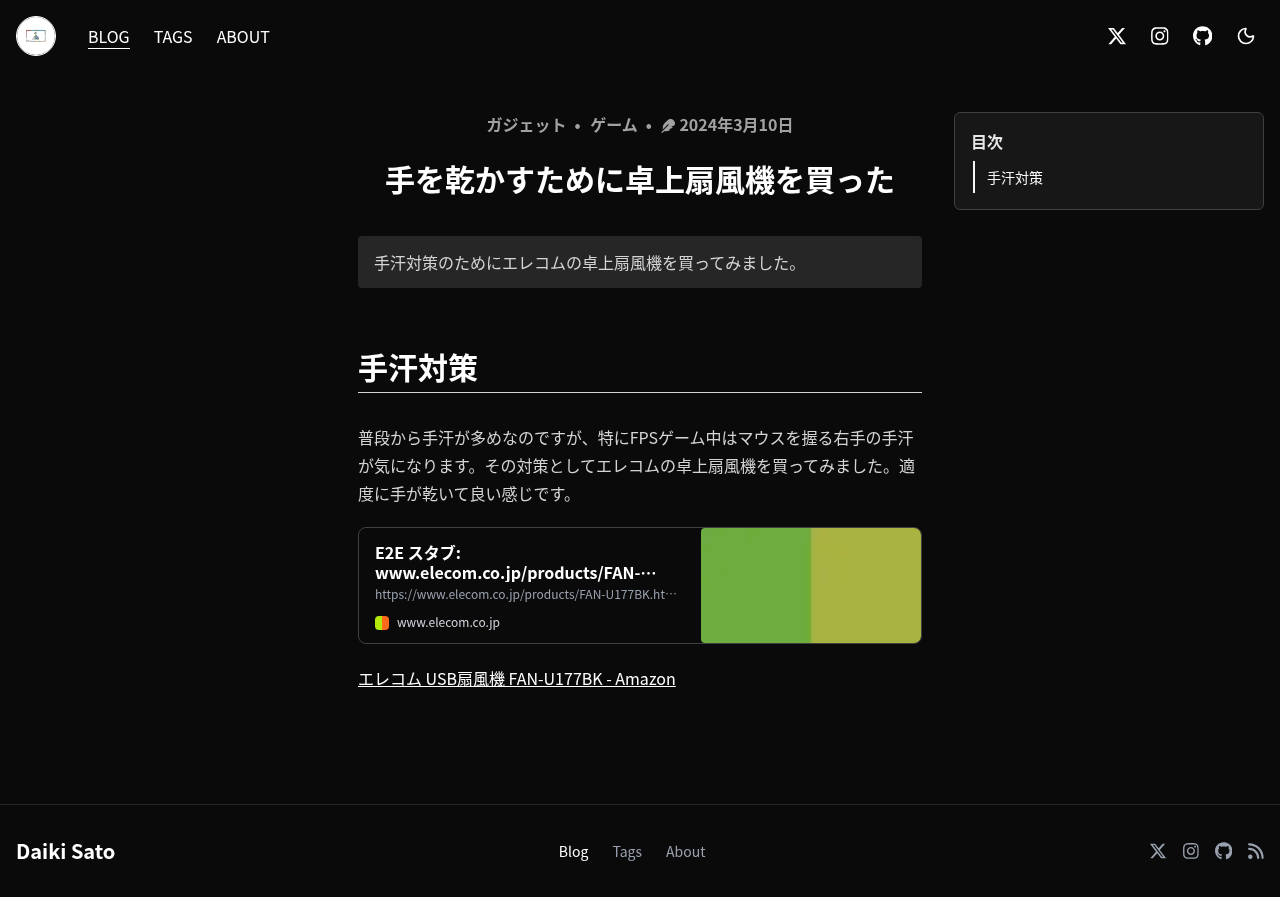 BLOG TAGS ABOUT
ガジェット • ゲーム • 2024年3月10日
手を乾かすために卓上扇風機を買った
目次
手汗対策
手汗対策のためにエレコムの卓上扇風機を買ってみました。
手汗対策
普段から手汗が多めなのですが、特にFPSゲーム中はマウスを握る右手の手汗
が気になります。その対策としてエレコムの卓上扇風機を買ってみました。適
度に手が乾いて良い感じです。
E2E スタブ:
www.elecom.co.jp/products/FAN-…
https://www.elecom.co.jp/products/FAN-U177BK.ht…
www.elecom.co.jp
エレコム USB扇風機 FAN-U177BK - Amazon
Daiki Sato
Blog Tags About